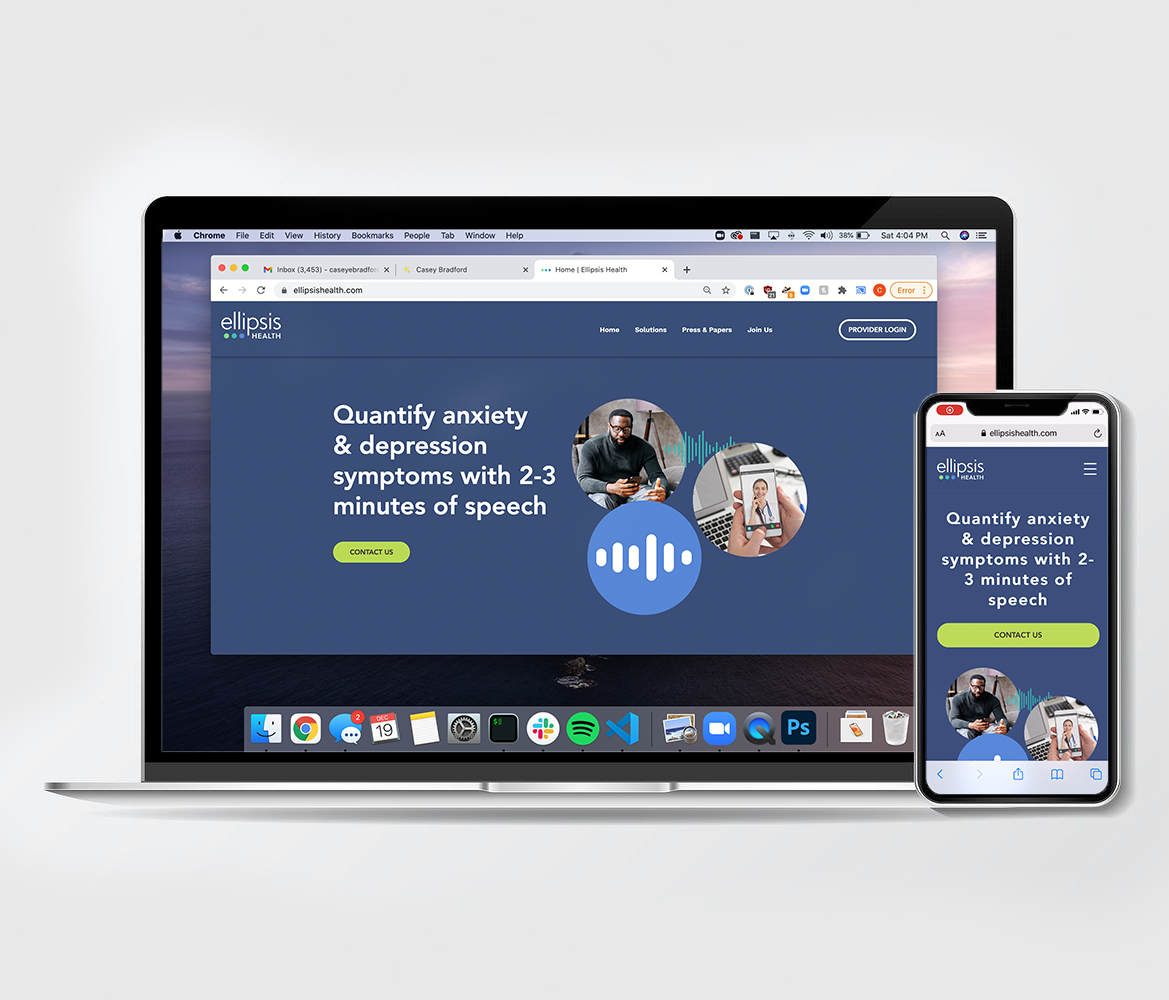 Chrome File Edit View History Bookmarks People Tab Window Help 38% Sat 4:04 PM
Inbox (3,453) - caseyebradfor Casey Bradford Home | Ellipsis Health
ellipsishealth.com 21 Error
ellipsis
HEALTH
Home Solutions Press & Papers Join Us PROVIDER LOGIN
Quantify anxiety
& depression
symptoms with 2-3
minutes of speech
CONTACT US
2
DEC
19
$
Ps
AA ellipsishealth.com
ellipsis
HEALTH
Quantify anxiety
& depression
symptoms with 2-
3 minutes of
speech
CONTACT US